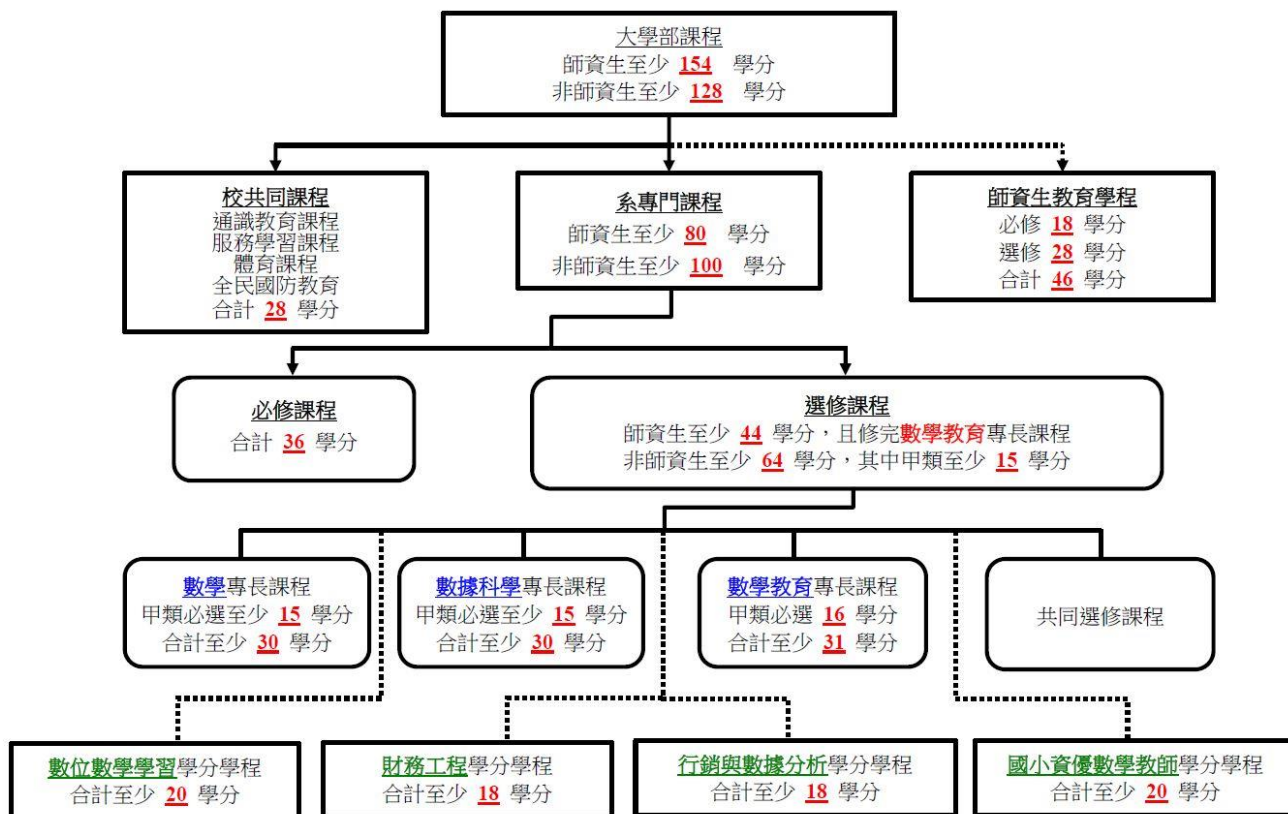 大學部課程
師資生至少 154 學分
非師資生至少 128 學分
校共同課程
通識教育課程
服務學習課程
體育課程
全民國防教育
合計 28 學分
系專門課程
師資生至少 80 學分
非師資生至少 100 學分
師資生教育學程
必修 18 學分
選修 28 學分
合計 46 學分
必修課程
合計 36 學分
選修課程
師資生至少 44 學分，且修完數學教育專長課程
非師資生至少 64 學分，其中甲類至少 15 學分
數學專長課程
甲類必選至少 15 學分
合計至少 30 學分
數據科學專長課程
甲類必選至少 15 學分
合計至少 30 學分
數學教育專長課程
甲類必選 16 學分
合計至少 31 學分
共同選修課程
數位數學學習學分學程
合計至少 20 學分
財務工程學分學程
合計至少 18 學分
行銷與數據分析學分學程
合計至少 18 學分
國小資優數學教師學分學程
合計至少 20 學分